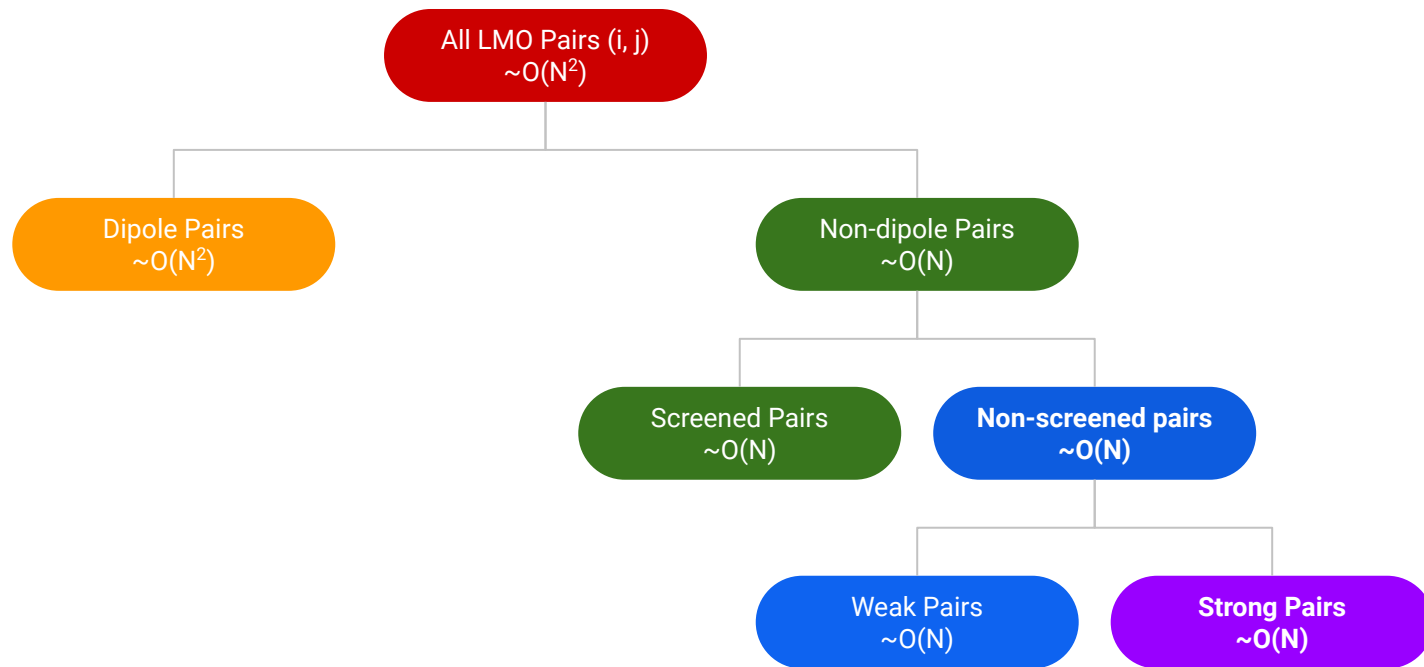 All LMO Pairs (i, j)
~O(N²)
Dipole Pairs
~O(N²)
Non-dipole Pairs
~O(N)
Screened Pairs
~O(N)
Non-screened pairs
~O(N)
Weak Pairs
~O(N)
Strong Pairs
~O(N)